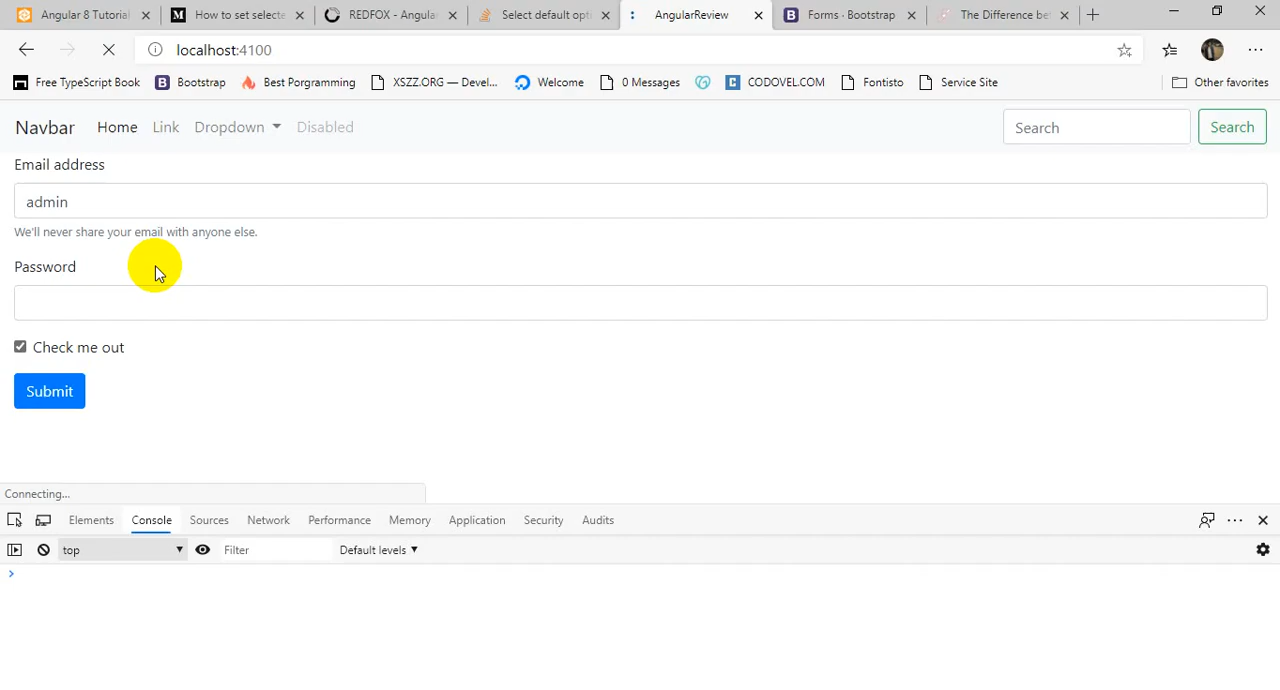 Angular 8 Tutorial
How to set selecte
REDFOX - Angular
Select default opti
AngularReview
Forms · Bootstrap
The Difference be
localhost:4100
Free TypeScript Book
Bootstrap
Best Porgramming
XSZZ.ORG — Devel...
Welcome
0 Messages
CODOVEL.COM
Fontisto
Service Site
Other favorites
Navbar
Home
Link
Dropdown
Disabled
Search
Search
Email address
admin
We'll never share your email with anyone else.
Password
Check me out
Submit
Connecting...
Elements
Console
Sources
Network
Performance
Memory
Application
Security
Audits
top
Filter
Default levels